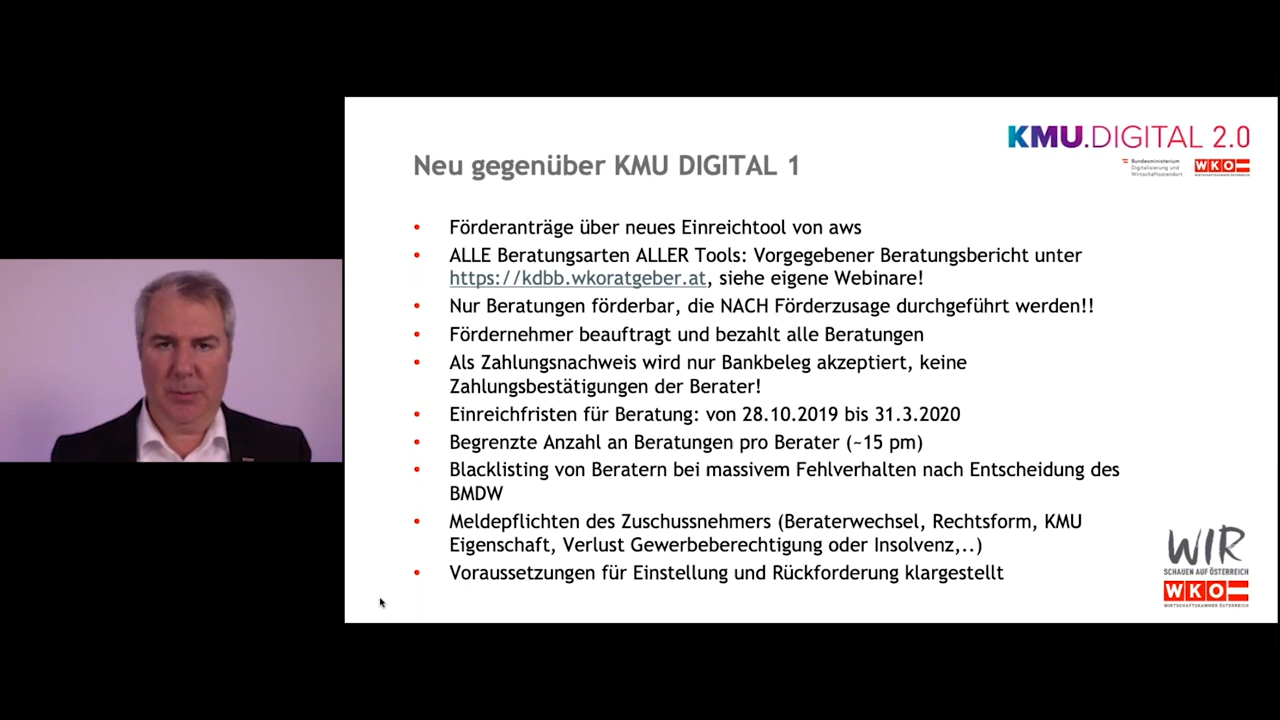 KMU.DIGITAL 2.0
Bundesministerium
Digitalisierung und
Wirtschaftsstandort
WKO
WIRTSCHAFTSKAMMER ÖSTERREICH
Neu gegenüber KMU DIGITAL 1
• Förderanträge über neues Einreichtool von aws
• ALLE Beratungsarten ALLER Tools: Vorgegebener Beratungsbericht unter
https://kdbb.wkoratgeber.at, siehe eigene Webinare!
• Nur Beratungen förderbar, die NACH Förderzusage durchgeführt werden!!
• Fördernehmer beauftragt und bezahlt alle Beratungen
• Als Zahlungsnachweis wird nur Bankbeleg akzeptiert, keine
Zahlungsbestätigungen der Berater!
• Einreichfristen für Beratung: von 28.10.2019 bis 31.3.2020
• Begrenzte Anzahl an Beratungen pro Berater (~15 pm)
• Blacklisting von Beratern bei massivem Fehlverhalten nach Entscheidung des
BMDW
• Meldepflichten des Zuschussnehmers (Beraterwechsel, Rechtsform, KMU
Eigenschaft, Verlust Gewerbeberechtigung oder Insolvenz,..)
• Voraussetzungen für Einstellung und Rückforderung klargestellt
WIR
SCHAUEN AUF ÖSTERREICH
WKO
WIRTSCHAFTSKAMMER ÖSTERREICH